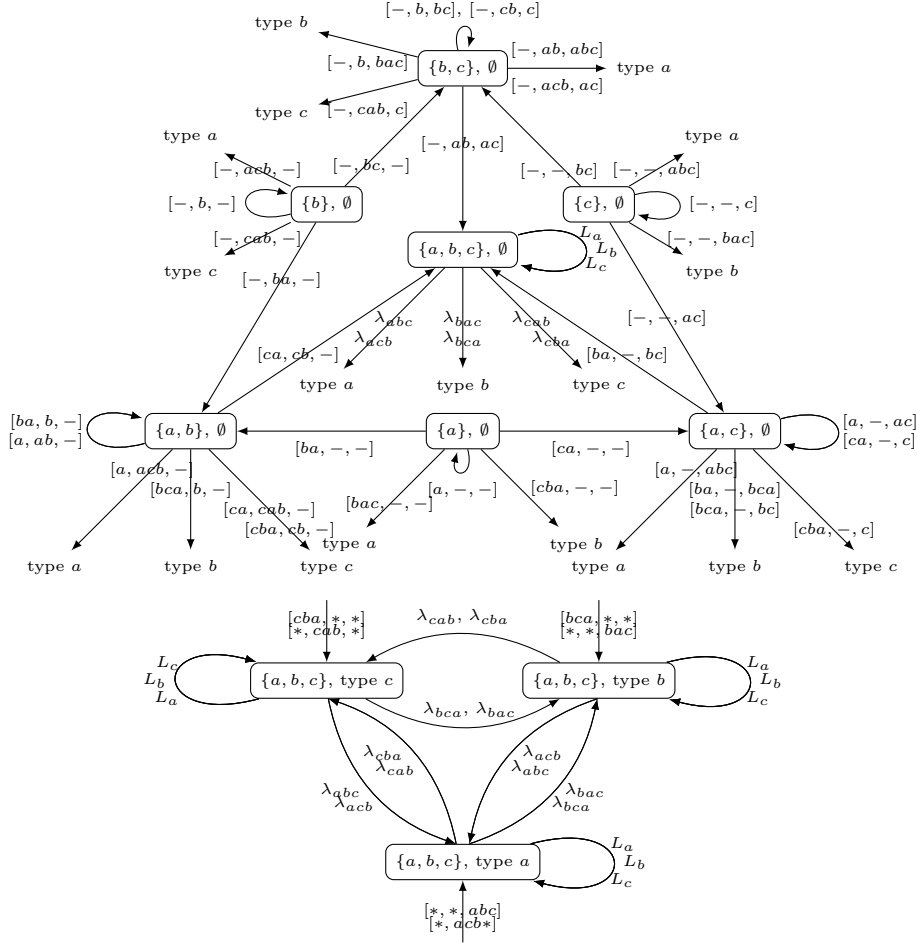 [−, b, bc], [−, cb, c]
type b
[−, b, bac]
{b, c}, ∅
[−, ab, abc]
type a
[−, acb, ac]
type c
[−, cab, c]
type a
[−, ab, ac]
type a
[−, acb, −]
[−, bc, −]
[−, −, bc]
[−, −, abc]
[−, b, −]
{b}, ∅
{c}, ∅
[−, −, c]
[−, cab, −]
[−, −, bac]
type c
type b
{a, b, c}, ∅
L_a
L_b
L_c
[−, ba, −]
[−, −, ac]
λ_abc
λ_acb
λ_bac
λ_bca
λ_cab
λ_cba
[ca, cb, −]
[ba, −, bc]
type a
type b
type c
[ba, b, −]
[a, ab, −]
{a, b}, ∅
{a}, ∅
{a, c}, ∅
[a, −, ac]
[ca, −, c]
[ba, −, −]
[ca, −, −]
[a, acb, −]
[bca, b, −]
[ca, cab, −]
[cba, cb, −]
[bac, −, −]
[a, −, −]
[cba, −, −]
[a, −, abc]
[ba, −, bca]
[bca, −, bc]
[cba, −, c]
type a
type b
type c
type a
type b
type a
type b
type c
[cba, ∗, ∗]
[∗, cab, ∗]
λ_cab, λ_cba
[bca, ∗, ∗]
[∗, ∗, bac]
L_c
L_b
L_a
{a, b, c}, type c
{a, b, c}, type b
L_a
L_b
L_c
λ_bca, λ_bac
λ_cba
λ_cab
λ_acb
λ_abc
λ_abc
λ_acb
λ_bac
λ_bca
{a, b, c}, type a
L_a
L_b
L_c
[∗, ∗, abc]
[∗, acb∗]